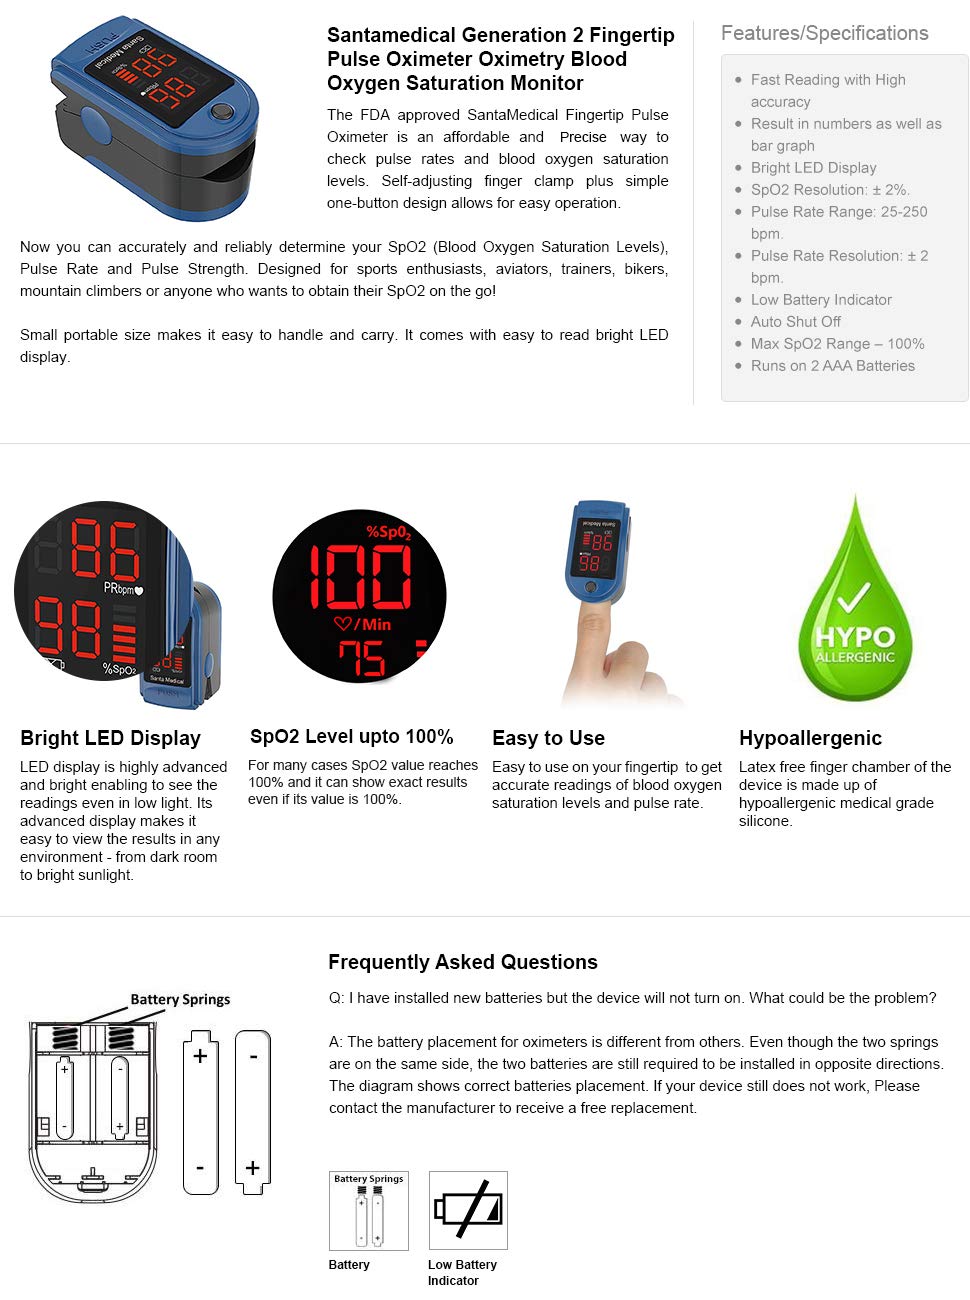 PUSH
Santa Medical
%SpO2
86
PRbpm
98
Santamedical Generation 2 Fingertip
Pulse Oximeter Oximetry Blood
Oxygen Saturation Monitor
The FDA approved SantaMedical Fingertip Pulse
Oximeter is an affordable and Precise way to
check pulse rates and blood oxygen saturation
levels. Self-adjusting finger clamp plus simple
one-button design allows for easy operation.
Now you can accurately and reliably determine your SpO2 (Blood Oxygen Saturation Levels),
Pulse Rate and Pulse Strength. Designed for sports enthusiasts, aviators, trainers, bikers,
mountain climbers or anyone who wants to obtain their SpO2 on the go!
Small portable size makes it easy to handle and carry. It comes with easy to read bright LED
display.
Features/Specifications
• Fast Reading with High
accuracy
• Result in numbers as well as
bar graph
• Bright LED Display
• SpO2 Resolution: ± 2%.
• Pulse Rate Range: 25-250
bpm.
• Pulse Rate Resolution: ± 2
bpm.
• Low Battery Indicator
• Auto Shut Off
• Max SpO2 Range – 100%
• Runs on 2 AAA Batteries
86
PRbpm
98
%SpO2
Santa Medical
PUSH
Bright LED Display
LED display is highly advanced
and bright enabling to see the
readings even in low light. Its
advanced display makes it
easy to view the results in any
environment - from dark room
to bright sunlight.
%SpO2
100
/Min
75
SpO2 Level upto 100%
For many cases SpO2 value reaches
100% and it can show exact results
even if its value is 100%.
Santa Medical
86
98
Easy to Use
Easy to use on your fingertip to get
accurate readings of blood oxygen
saturation levels and pulse rate.
HYPO
ALLERGENIC
Hypoallergenic
Latex free finger chamber of the
device is made up of
hypoallergenic medical grade
silicone.
Battery Springs
+ -
+ -
- +
- +
Frequently Asked Questions
Q: I have installed new batteries but the device will not turn on. What could be the problem?
A: The battery placement for oximeters is different from others. Even though the two springs
are on the same side, the two batteries are still required to be installed in opposite directions.
The diagram shows correct batteries placement. If your device still does not work, Please
contact the manufacturer to receive a free replacement.
Battery Springs
+ -
- +
Battery
Low Battery
Indicator